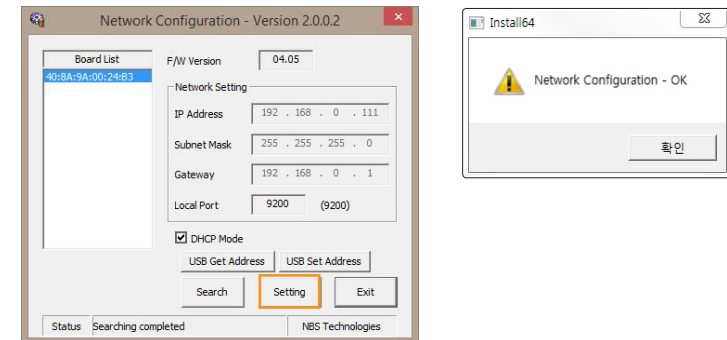 Network Configuration - Version 2.0.0.2
Board List
40:8A:9A:00:24:B3
F/W Version 04.05
Network Setting
IP Address 192 . 168 . 0 . 111
Subnet Mask 255 . 255 . 255 . 0
Gateway 192 . 168 . 0 . 1
Local Port 9200 (9200)
DHCP Mode
USB Get Address USB Set Address
Search Setting Exit
Status Searching completed NBS Technologies
Install64
Network Configuration - OK
확인